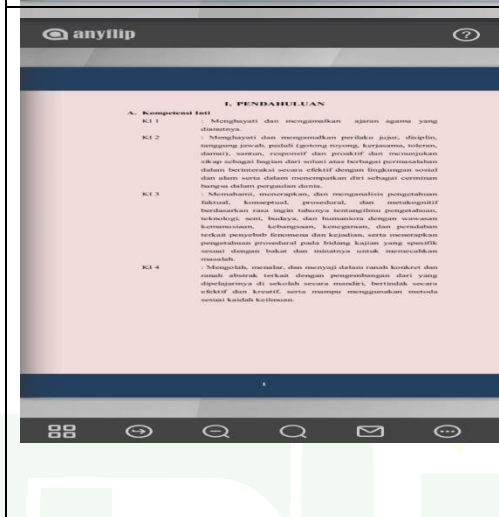 anyflip
?
I. PENDAHULUAN
A. Kompetensi Inti
KI 1 : Menghayati dan mengamalkan ajaran agama yang
dianutnya.
KI 2 : Menghayati dan mengamalkan perilaku jujur, disiplin,
tanggung jawab, peduli (gotong royong, kerjasama, toleran,
damai), santun, responsif dan proaktif dan menunjukan
sikap sebagai bagian dari solusi atas berbagai permasalahan
dalam berinteraksi secara efektif dengan lingkungan sosial
dan alam serta dalam menempatkan diri sebagai cerminan
bangsa dalam pergaulan dunia.
KI 3 : Memahami, menerapkan, dan menganalisis pengetahuan
faktual, konseptual, prosedural, dan metakognitif
berdasarkan rasa ingin tahunya tentangilmu pengetahuan,
teknologi, seni, budaya, dan humaniora dengan wawasan
kemanusiaan, kebangsaan, kenegaraan, dan peradaban
terkait penyebab fenomena dan kejadian, serta menerapkan
pengetahuan prosedural pada bidang kajian yang spesifik
sesuai dengan bakat dan minatnya untuk memecahkan
masalah.
KI 4 : Mengolah, menalar, dan menyaji dalam ranah konkret dan
ranah abstrak terkait dengan pengembangan dari yang
dipelajarinya di sekolah secara mandiri, bertindak secara
efektif dan kreatif, serta mampu menggunakan metoda
sesuai kaidah keilmuan.
1